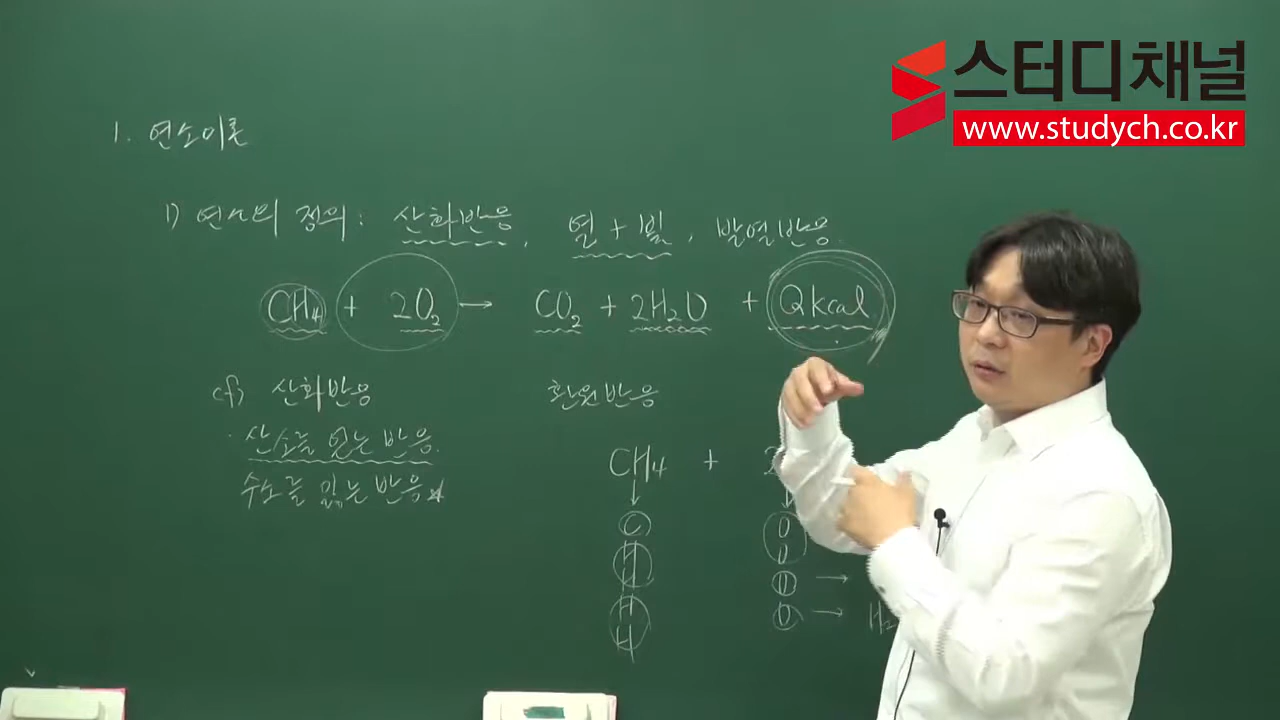 스터디채널
www.studych.co.kr
1. 연소이론
1) 연소의 정의 : 산화반응, 열 + 빛, 발열반응.
CH₄ + 2O₂ → CO₂ + 2H₂O + Qkcal
cf) 산화반응 환원반응
· 산소를 얻는 반응.
수소를 잃는 반응
CH₄ + 2
↓ ↓
C O
H O
H O →
H O → H₂
H